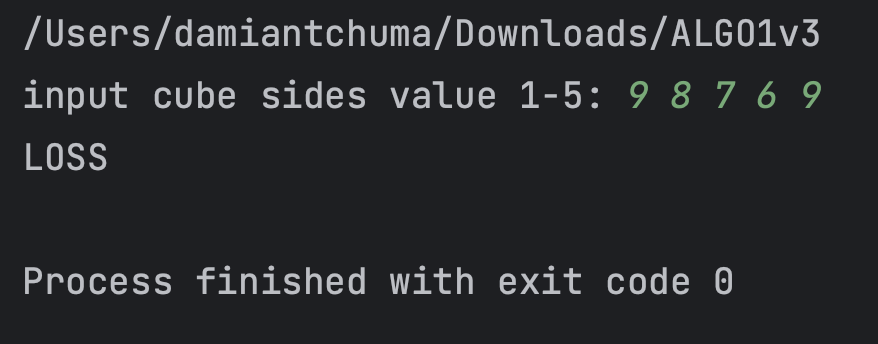 /Users/damiantchuma/Downloads/ALGO1v3
input cube sides value 1-5: 9 8 7 6 9
LOSS
Process finished with exit code 0